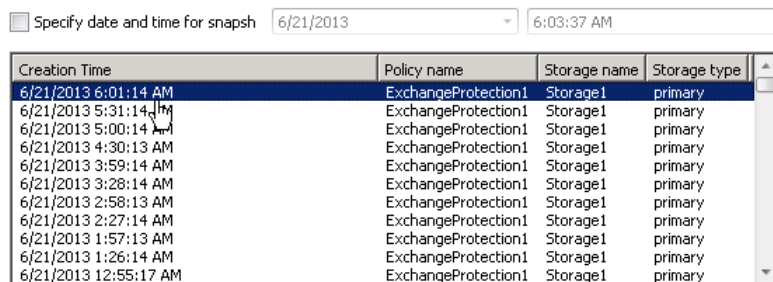 Specify date and time for snapsh 6/21/2013 6:03:37 AM
Creation Time Policy name Storage name Storage type
6/21/2013 6:01:14 AM ExchangeProtection1 Storage1 primary
6/21/2013 5:31:14 AM ExchangeProtection1 Storage1 primary
6/21/2013 5:00:14 AM ExchangeProtection1 Storage1 primary
6/21/2013 4:30:13 AM ExchangeProtection1 Storage1 primary
6/21/2013 3:59:14 AM ExchangeProtection1 Storage1 primary
6/21/2013 3:28:14 AM ExchangeProtection1 Storage1 primary
6/21/2013 2:58:13 AM ExchangeProtection1 Storage1 primary
6/21/2013 2:27:14 AM ExchangeProtection1 Storage1 primary
6/21/2013 1:57:13 AM ExchangeProtection1 Storage1 primary
6/21/2013 1:26:14 AM ExchangeProtection1 Storage1 primary
6/21/2013 12:55:17 AM ExchangeProtection1 Storage1 primary